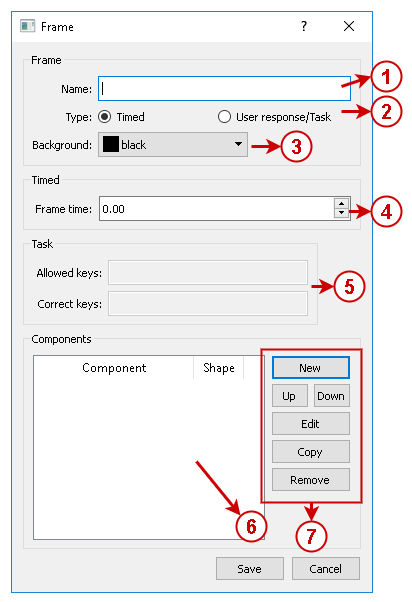 Frame
Frame
Name: 1
Type: Timed User response/Task 2
Background: black 3
Timed
Frame time: 0.00 4
Task
Allowed keys:
5
Correct keys:
Components
Component Shape New
Up Down
Edit
Copy
Remove
6 7
Save Cancel